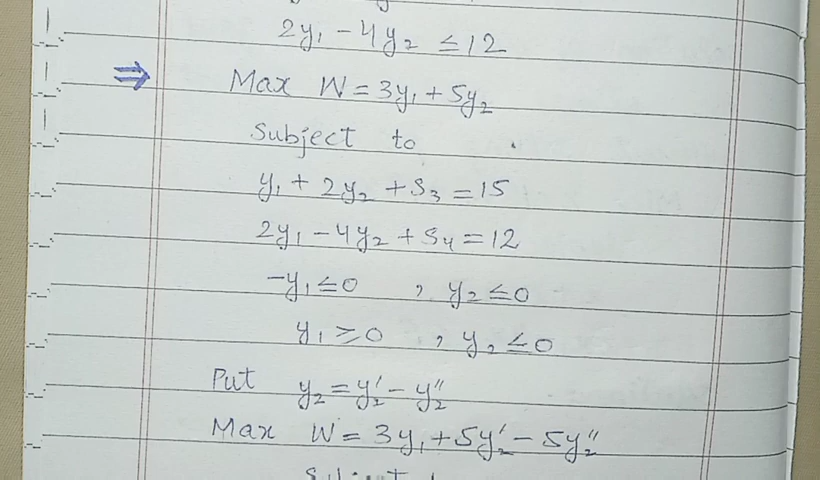 2y₁ - 4y₂ ≤ 12
⇒ Max W = 3y₁ + 5y₂
Subject to
y₁ + 2y₂ + S₃ = 15
2y₁ - 4y₂ + S₄ = 12
-y₁ ≤ 0 , y₂ ≤ 0
y₁ ≥ 0 , y₂ ≤ 0
Put y₂ = y₂' - y₂''
Max W = 3y₁ + 5y₂' - 5y₂''